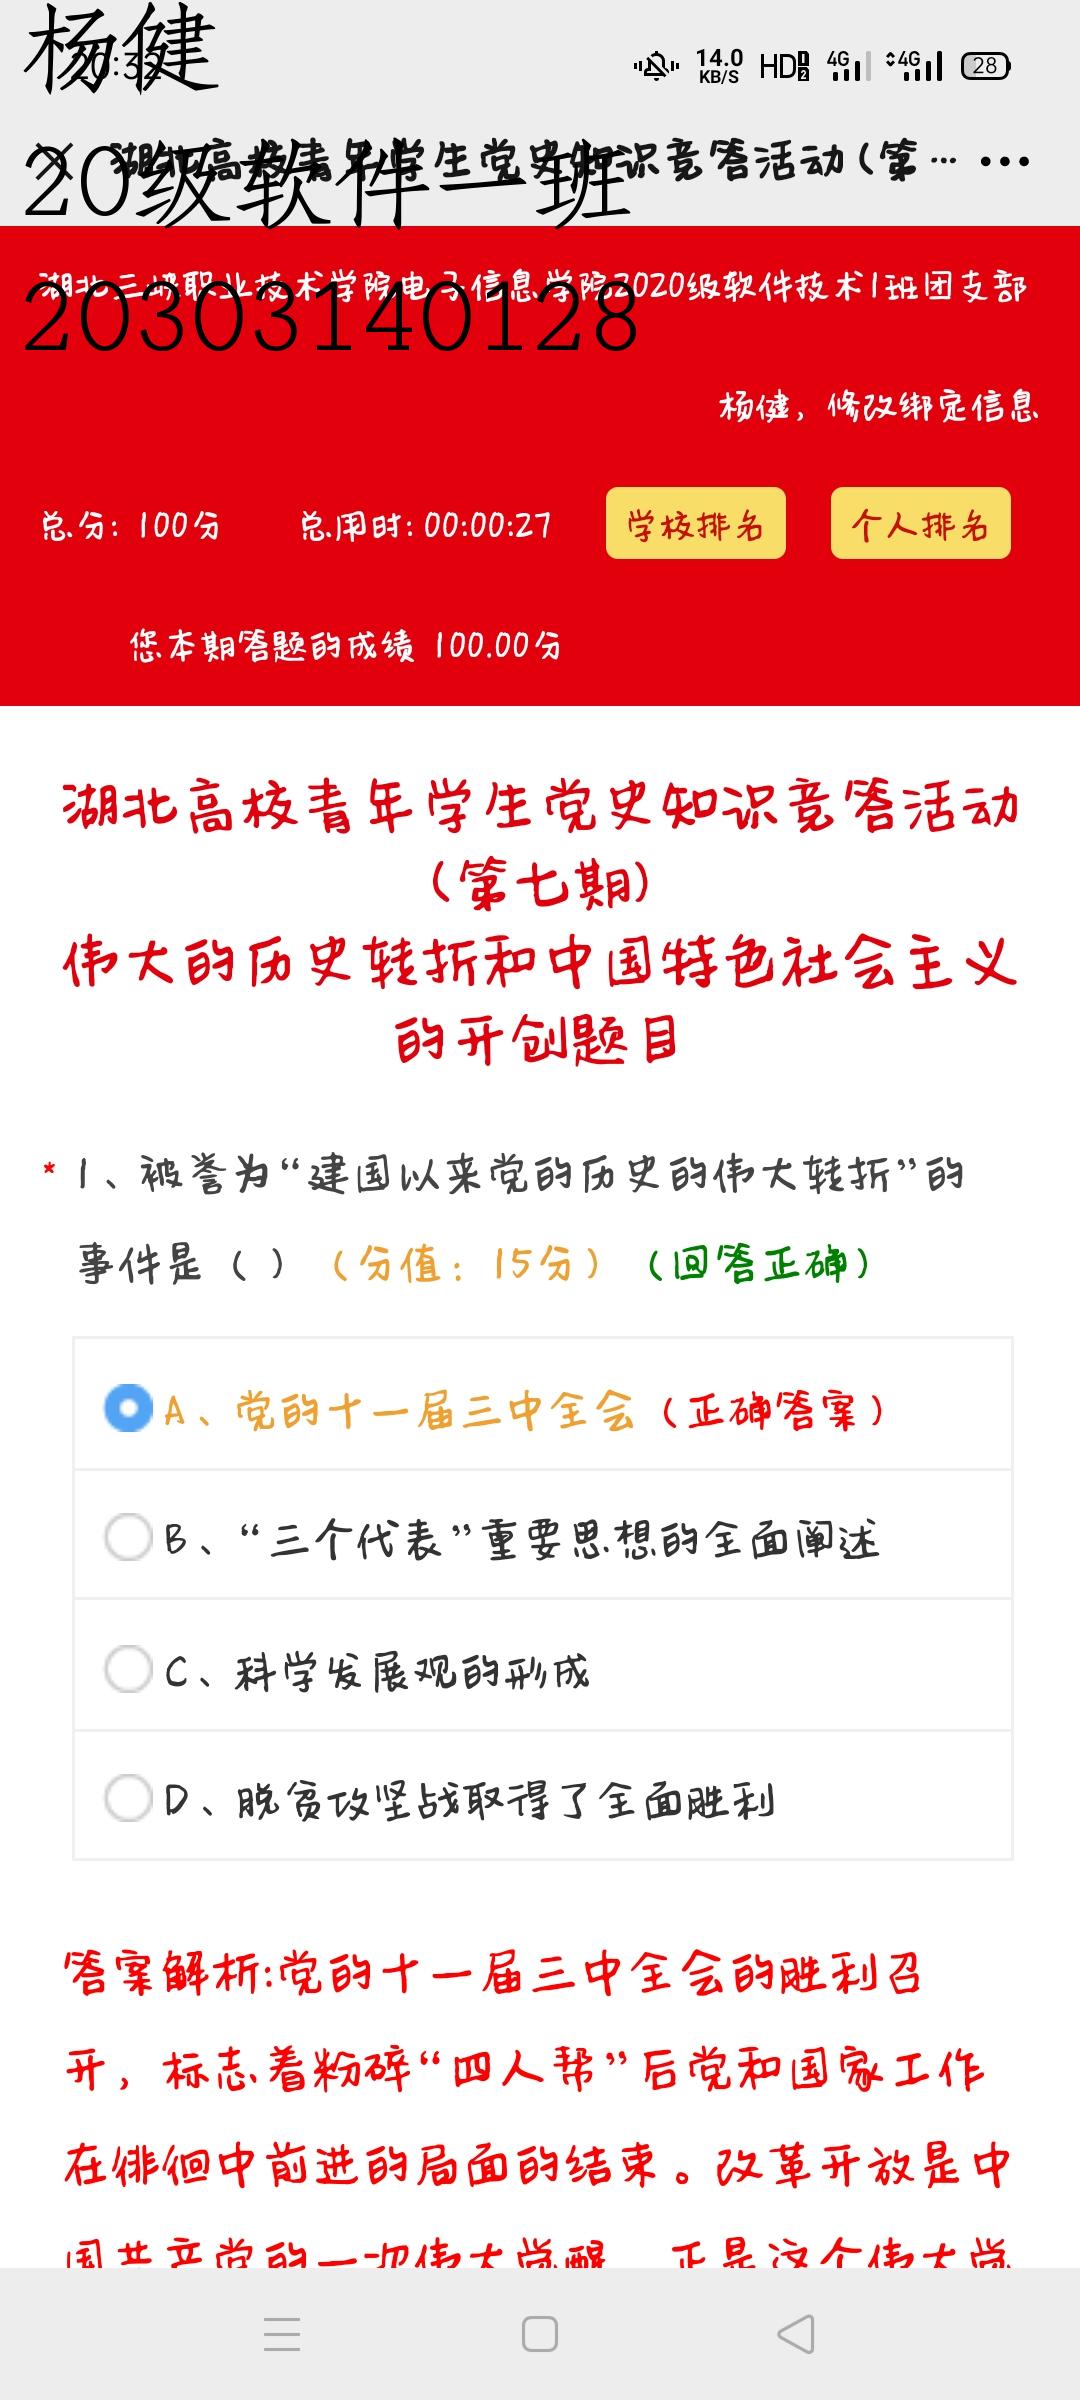 杨健
20:32
14.0
KB/S
HD
1
2
4G
4G
28
湖北高校青年学生党史知识竞答活动(第… •••
20级软件一班
湖北三峡职业技术学院电子信息学院2020级软件技术1班团支部
20303140128
杨健，修改绑定信息
总分：100分 总用时：00:00:27 学校排名 个人排名
您本期答题的成绩 100.00分
湖北高校青年学生党史知识竞答活动
（第七期）
伟大的历史转折和中国特色社会主义
的开创题目
* 1、被誉为“建国以来党的历史的伟大转折”的
事件是（ ）（分值：15分）（回答正确）
A、党的十一届三中全会（正确答案）
B、“三个代表”重要思想的全面阐述
C、科学发展观的形成
D、脱贫攻坚战取得了全面胜利
答案解析:党的十一届三中全会的胜利召
开，标志着粉碎“四人帮”后党和国家工作
在徘徊中前进的局面的结束。改革开放是中
国共产党的一次伟大觉醒，正是这个伟大觉